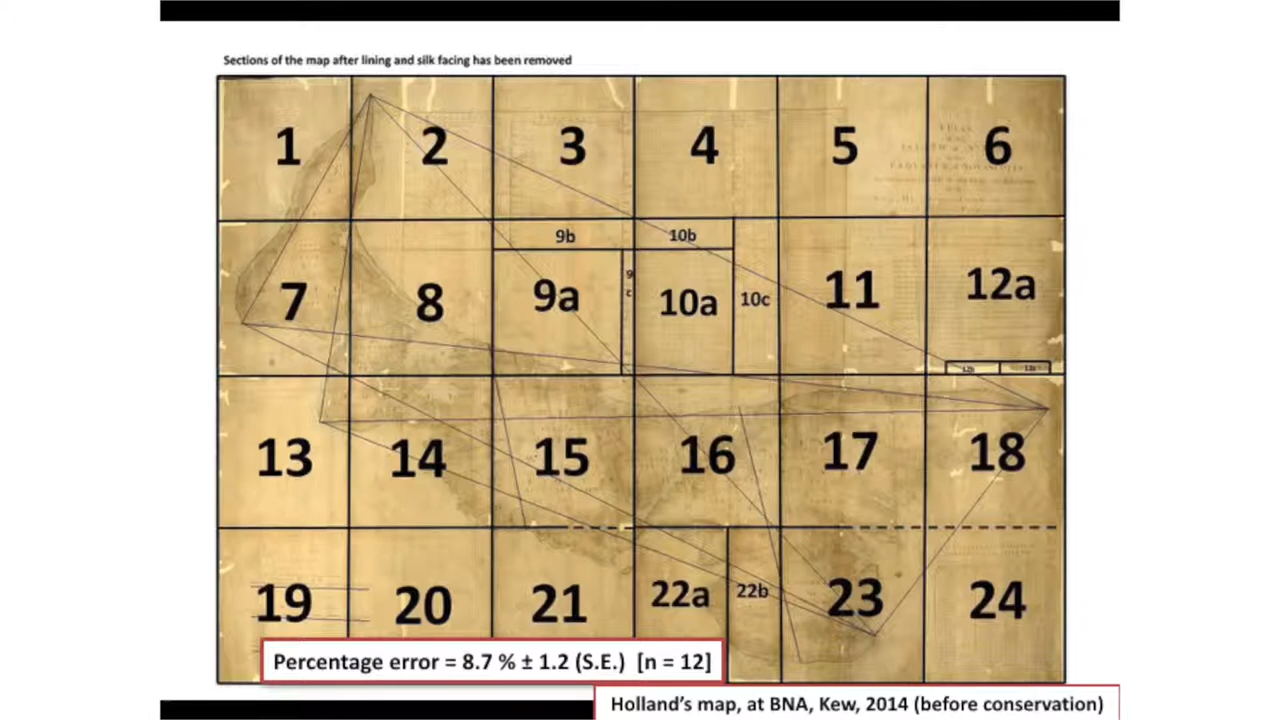 Sections of the map after lining and silk facing has been removed
1 2 3 4 5 6
9b 10b
7 8 9a 9c 10a 10c 11 12a
13 14 15 16 17 18
19 20 21 22a 22b 23 24
Percentage error = 8.7 % ± 1.2 (S.E.) [n = 12]
Holland's map, at BNA, Kew, 2014 (before conservation)